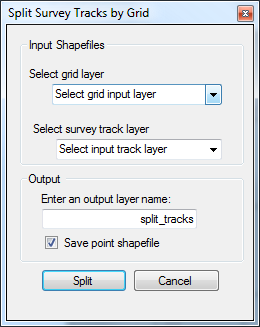 Split Survey Tracks by Grid
Input Shapefiles
Select grid layer
Select grid input layer
Select survey track layer
Select input track layer
Output
Enter an output layer name:
split_tracks
Save point shapefile
Split
Cancel